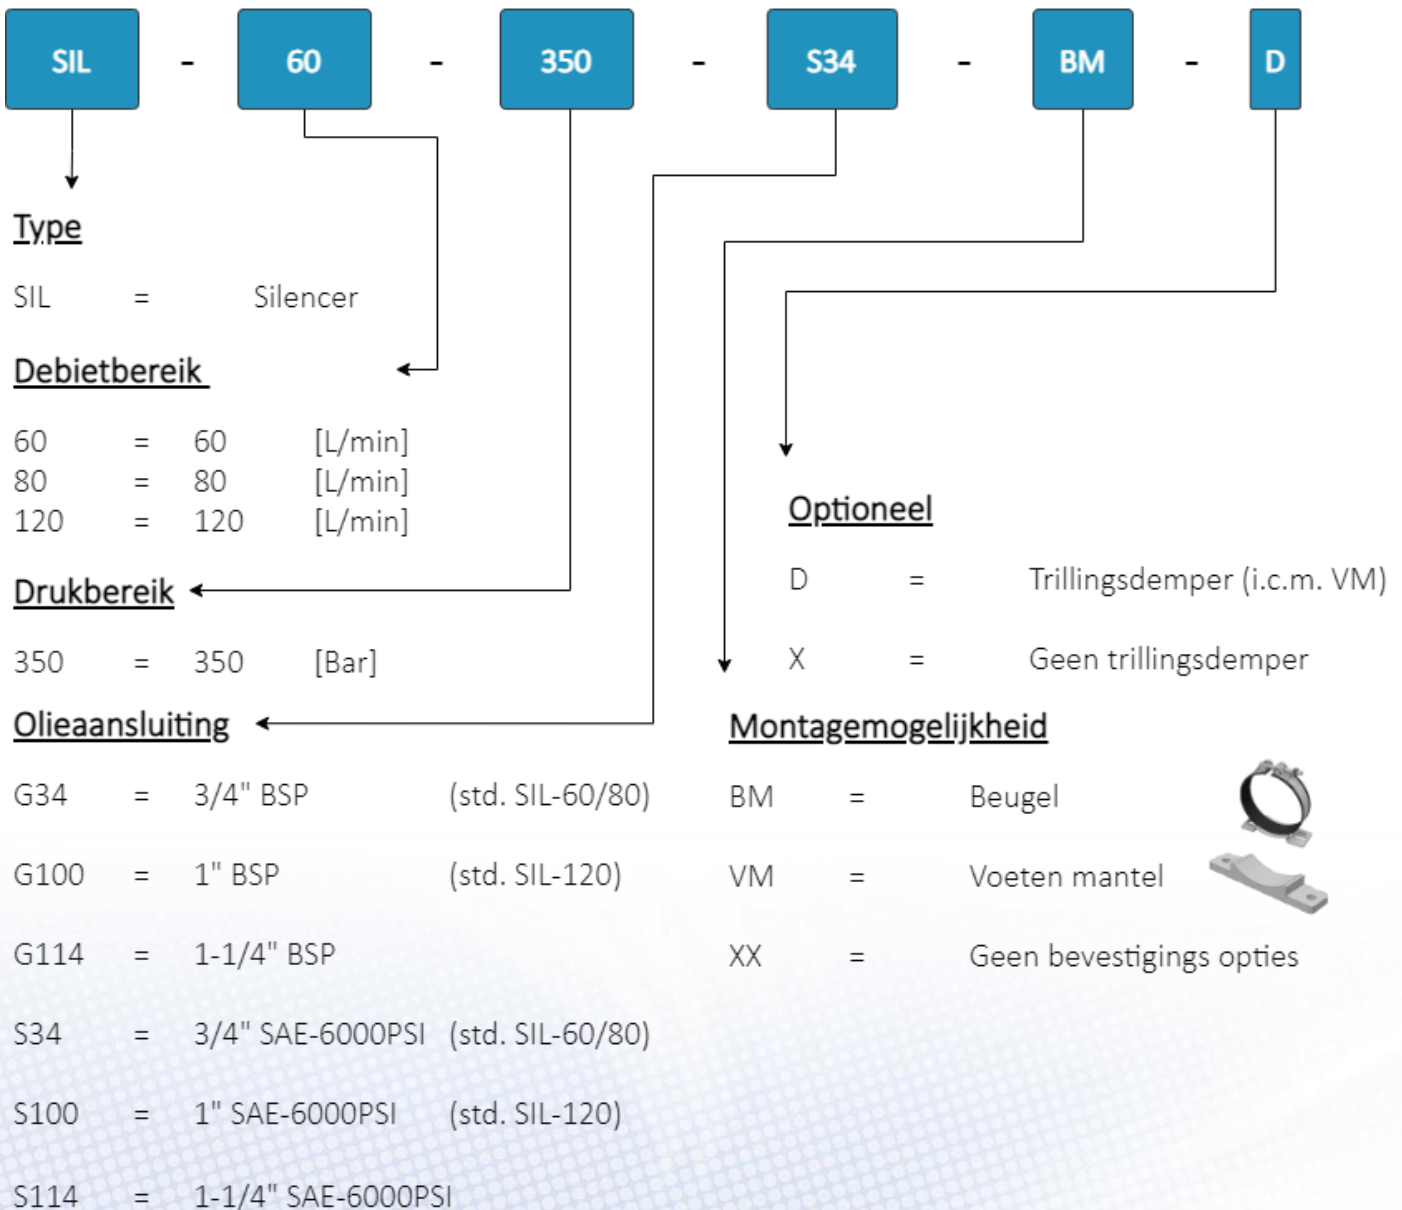 SIL - 60 - 350 - S34 - BM - D
Type
SIL = Silencer
Debietbereik
60 = 60 [L/min]
80 = 80 [L/min]
120 = 120 [L/min]
Drukbereik
350 = 350 [Bar]
Olieaansluiting
G34 = 3/4" BSP (std. SIL-60/80)
G100 = 1" BSP (std. SIL-120)
G114 = 1-1/4" BSP
S34 = 3/4" SAE-6000PSI (std. SIL-60/80)
S100 = 1" SAE-6000PSI (std. SIL-120)
S114 = 1-1/4" SAE-6000PSI
Optioneel
D = Trillingsdemper (i.c.m. VM)
X = Geen trillingsdemper
Montagemogelijkheid
BM = Beugel
VM = Voeten mantel
XX = Geen bevestigings opties